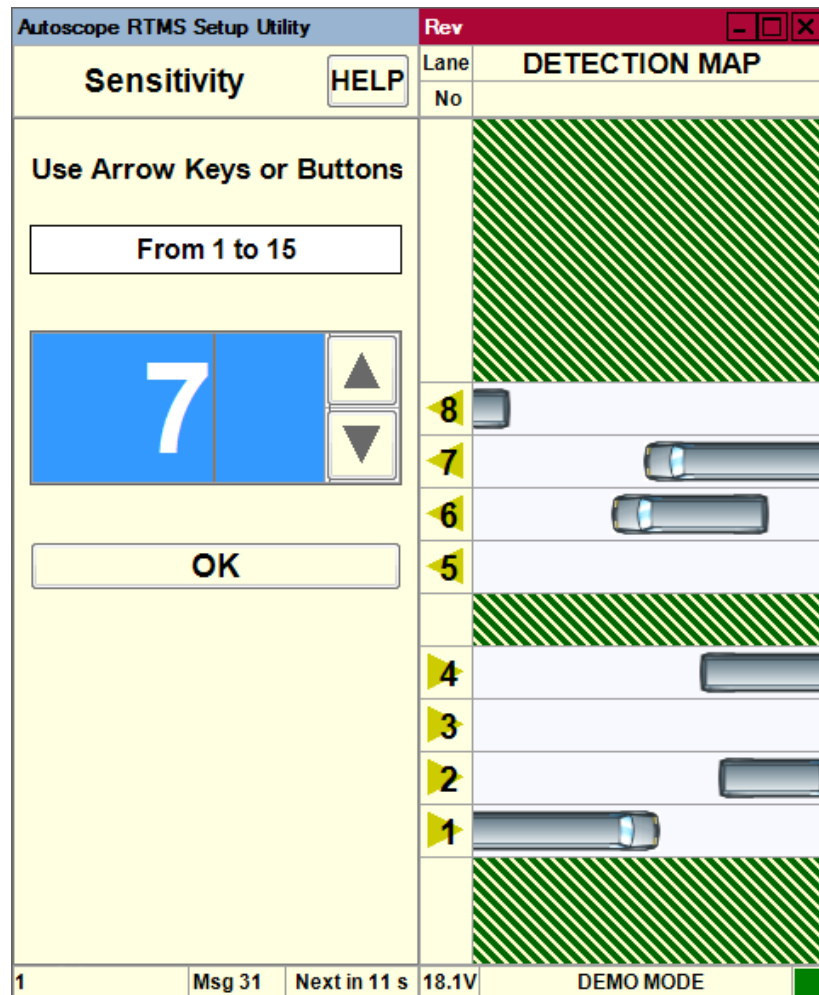 Autoscope RTMS Setup Utility
Rev
Sensitivity
HELP
Lane
No
DETECTION MAP
Use Arrow Keys or Buttons
From 1 to 15
7
OK
8
7
6
5
4
3
2
1
1
Msg 31
Next in 11 s
18.1V
DEMO MODE